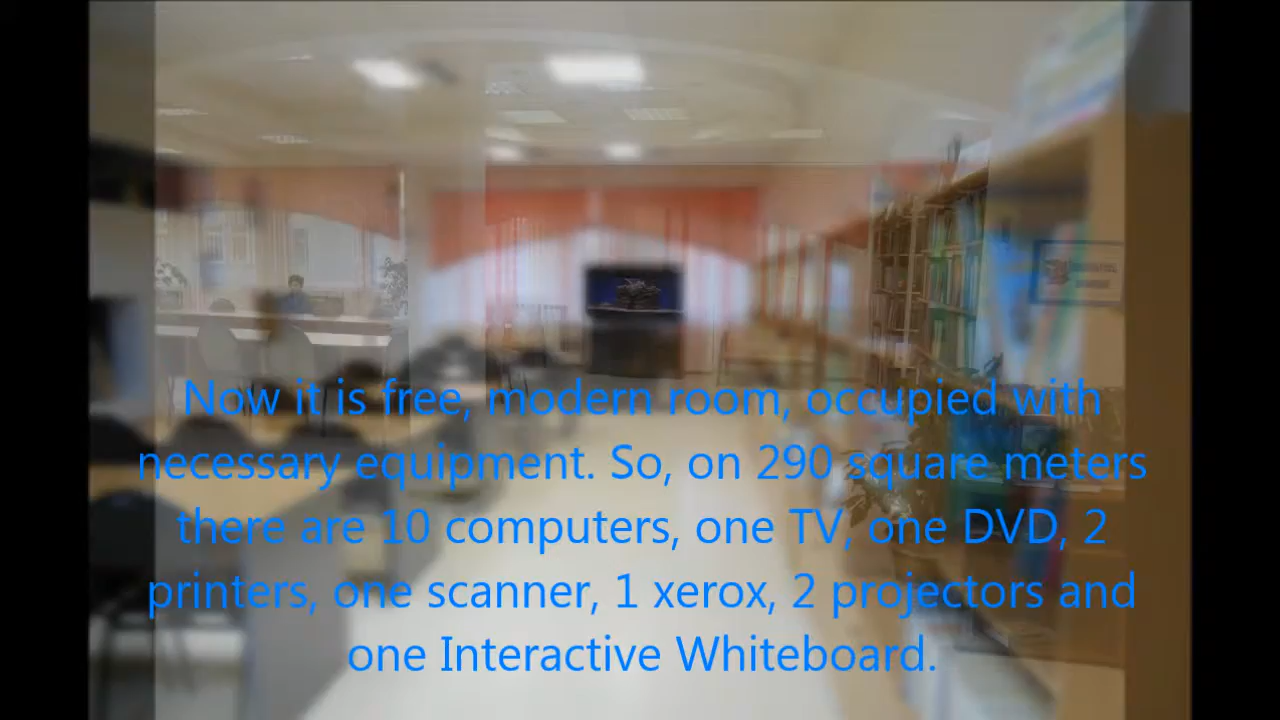 Now it is free, modern room, occupied with
necessary equipment. So, on 290 square meters
there are 10 computers, one TV, one DVD, 2
printers, one scanner, 1 xerox, 2 projectors and
one Interactive Whiteboard.